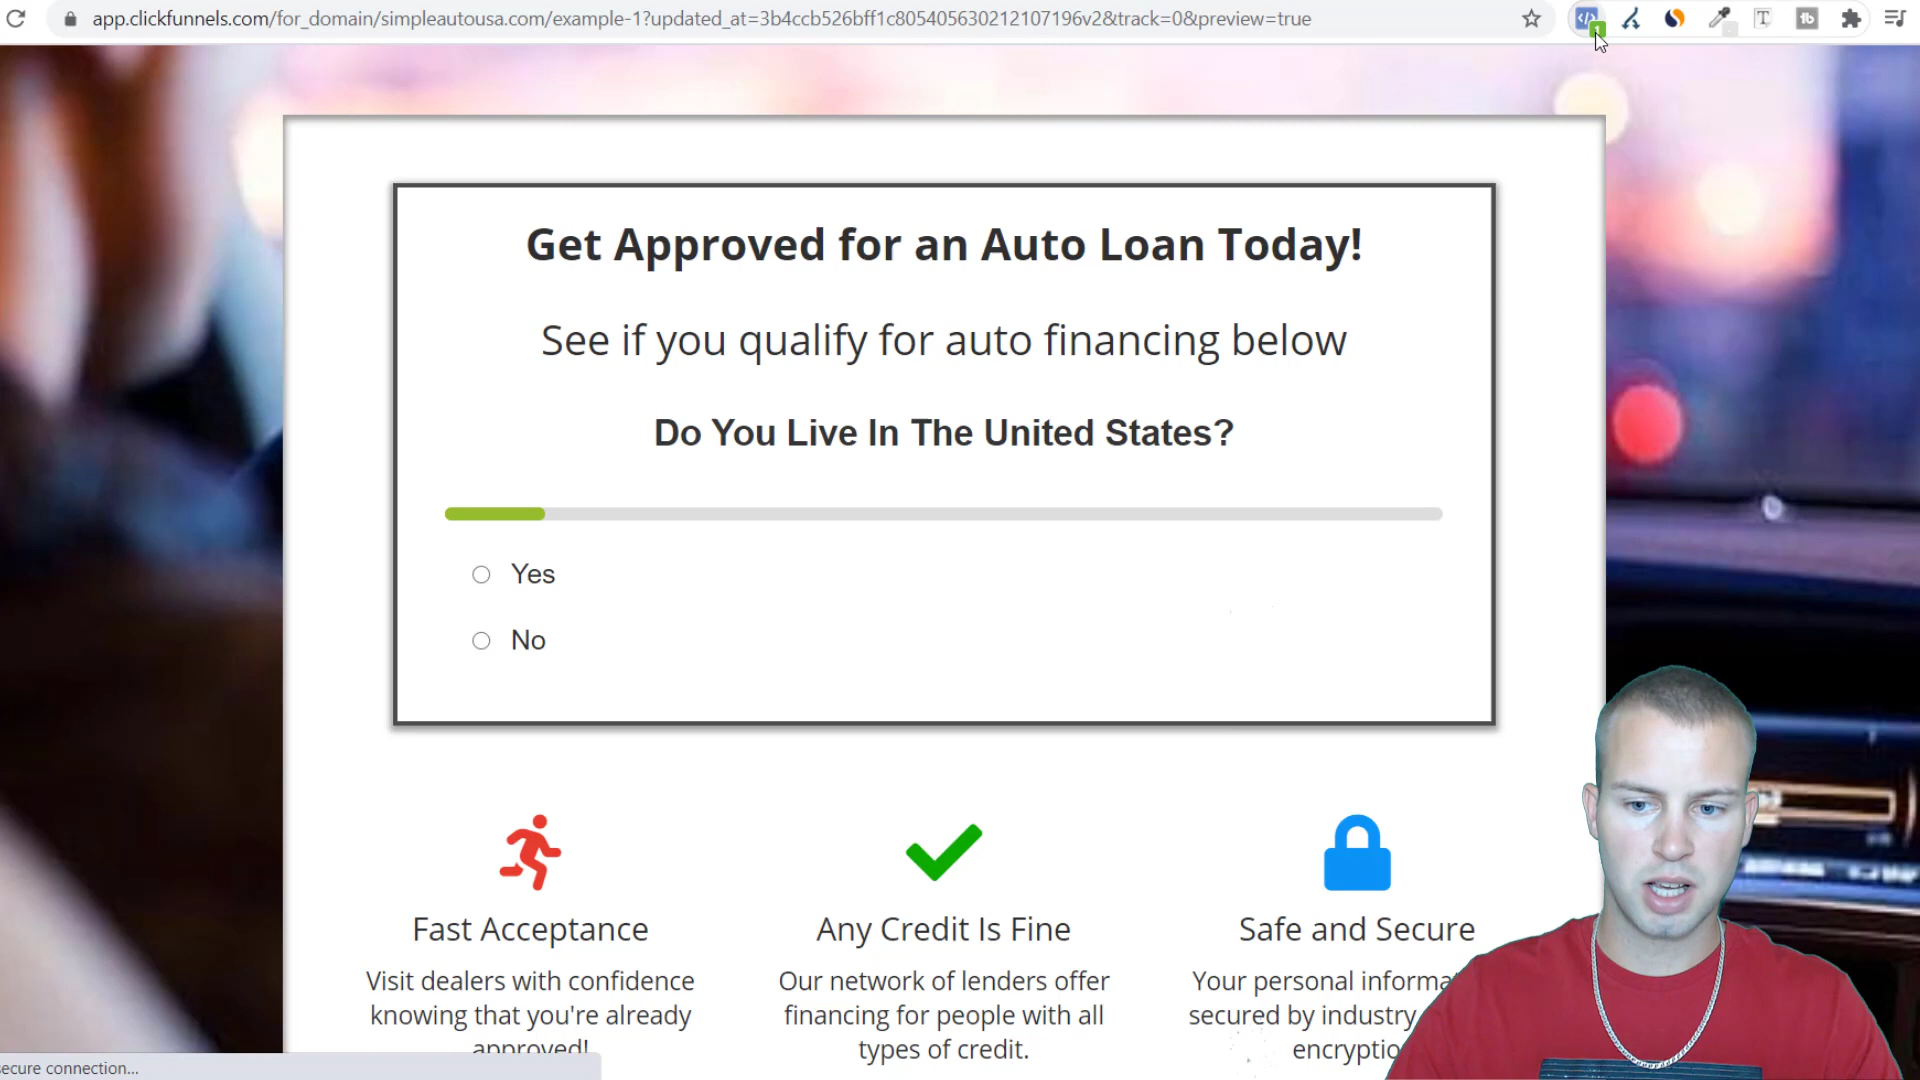 app.clickfunnels.com/for_domain/simpleautousa.com/example-1?updated_at=3b4ccb526bff1c805405630212107196v2&track=0&preview=true
Get Approved for an Auto Loan Today!
See if you qualify for auto financing below
Do You Live In The United States?
Yes
No
Fast Acceptance
Any Credit Is Fine
Safe and Secure
Visit dealers with confidence
knowing that you're already
approved!
Our network of lenders offer
financing for people with all
types of credit.
Your personal informa
secured by industry
encryptio
ecure connection...